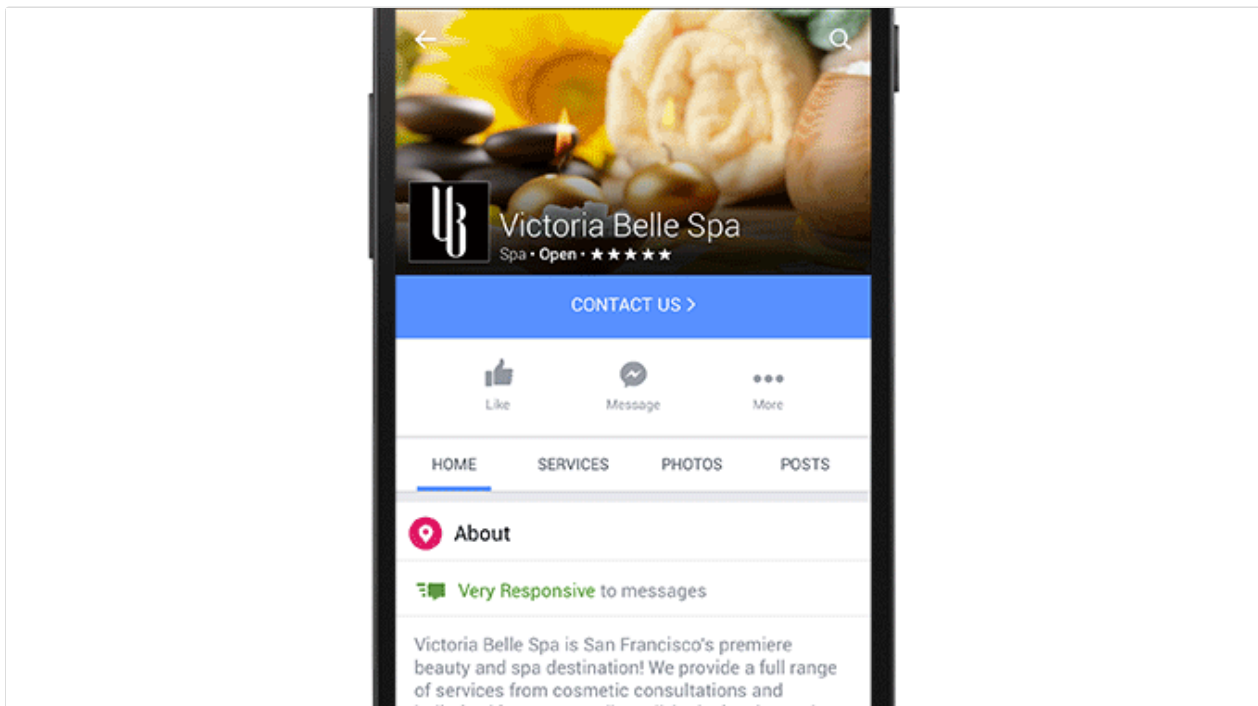 VB
Victoria Belle Spa
Spa • Open • ★★★★★
CONTACT US >
Like Message More
HOME SERVICES PHOTOS POSTS
About
Very Responsive to messages
Victoria Belle Spa is San Francisco's premiere
beauty and spa destination! We provide a full range
of services from cosmetic consultations and